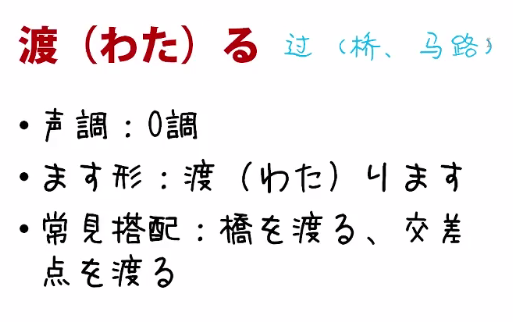 渡（わた）る 过（桥、马路）
• 声調：0調
• ます形：渡（わた）ります
• 常見搭配：橋を渡る、交差
点を渡る